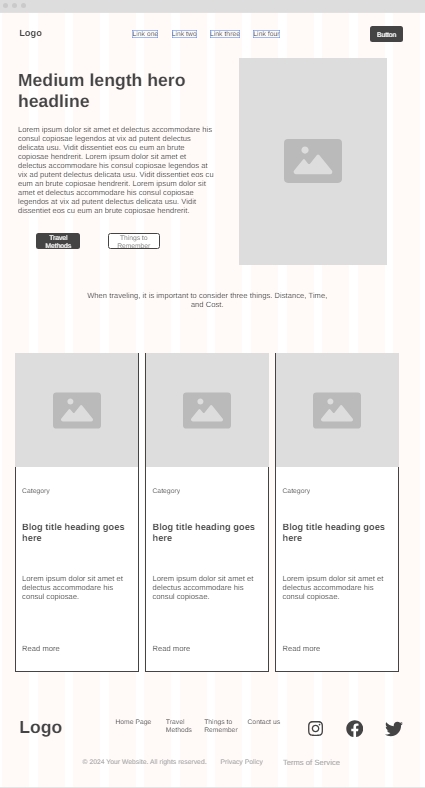 Logo
Link one Link two Link three Link four
Button
Medium length hero
headline
Lorem ipsum dolor sit amet et delectus accommodare his
consul copiosae legendos at vix ad putent delectus
delicata usu. Vidit dissentiet eos cu eum an brute
copiosae hendrerit. Lorem ipsum dolor sit amet et
delectus accommodare his consul copiosae legendos at
vix ad putent delectus delicata usu. Vidit dissentiet eos cu
eum an brute copiosae hendrerit. Lorem ipsum dolor sit
amet et delectus accommodare his consul copiosae
legendos at vix ad putent delectus delicata usu. Vidit
dissentiet eos cu eum an brute copiosae hendrerit.
Travel
Methods
Things to
Remember
When traveling, it is important to consider three things. Distance, Time,
and Cost.
Category
Blog title heading goes
here
Lorem ipsum dolor sit amet et
delectus accommodare his
consul copiosae.
Read more
Category
Blog title heading goes
here
Lorem ipsum dolor sit amet et
delectus accommodare his
consul copiosae.
Read more
Category
Blog title heading goes
here
Lorem ipsum dolor sit amet et
delectus accommodare his
consul copiosae.
Read more
Logo
Home Page
Travel
Methods
Things to
Remember
Contact us
© 2024 Your Website. All rights reserved. Privacy Policy Terms of Service